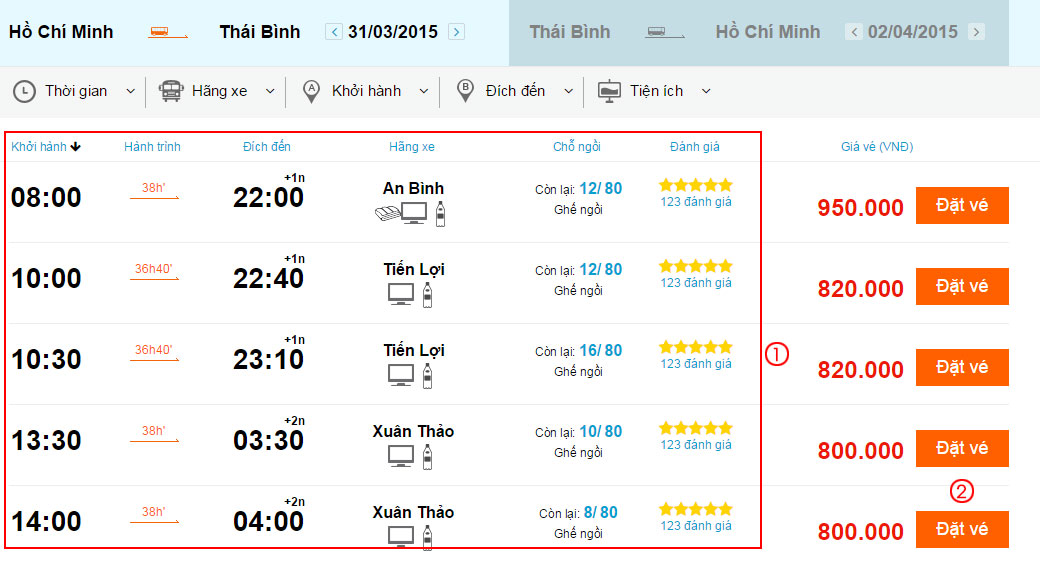 Hồ Chí Minh Thái Bình < 31/03/2015 > Thái Bình Hồ Chí Minh < 02/04/2015 >
Thời gian Hãng xe A Khởi hành B Đích đến Tiện ích
Khởi hành Hành trình Đích đến Hãng xe Chỗ ngồi Đánh giá Giá vé (VNĐ)
08:00 38h' 22:00 +1n An Bình Còn lại: 12/ 80 Ghế ngồi 123 đánh giá 950.000 Đặt vé
10:00 36h40' 22:40 +1n Tiến Lợi Còn lại: 12/ 80 Ghế ngồi 123 đánh giá 820.000 Đặt vé
10:30 36h40' 23:10 +1n Tiến Lợi Còn lại: 16/ 80 Ghế ngồi 123 đánh giá 820.000 Đặt vé
①
13:30 38h' 03:30 +2n Xuân Thảo Còn lại: 10/ 80 Ghế ngồi 123 đánh giá 800.000 Đặt vé
②
14:00 38h' 04:00 +2n Xuân Thảo Còn lại: 8/ 80 Ghế ngồi 123 đánh giá 800.000 Đặt vé